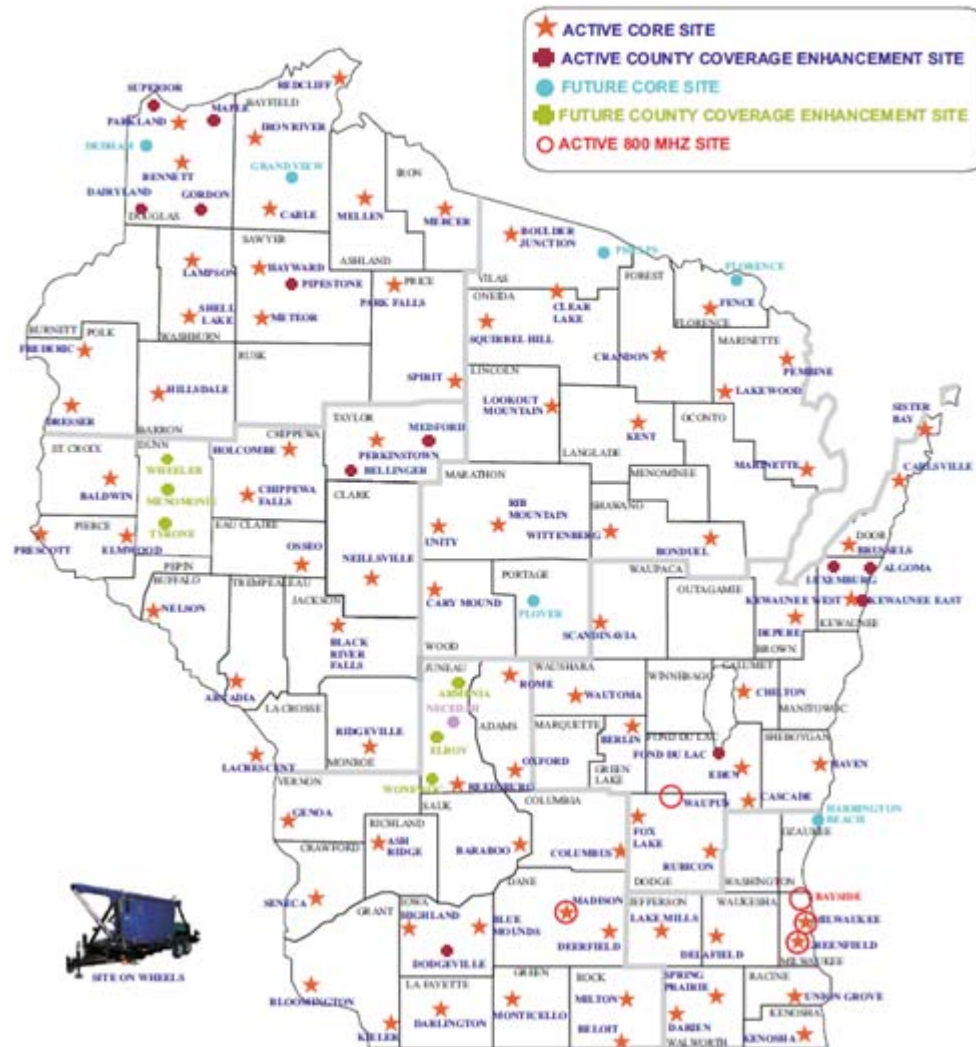 ACTIVE CORE SITE
ACTIVE COUNTY COVERAGE ENHANCEMENT SITE
FUTURE CORE SITE
FUTURE COUNTY COVERAGE ENHANCEMENT SITE
ACTIVE 800 MHZ SITE
REDCLIFF
SUPERIOR
BAYFIELD
MAPLE
PARKLAND
IRON RIVER
DEDHAM
BENNETT
GRANDVIEW
IRON
DAIRYLAND
GORDON
DOUGLAS
CABLE
MELLEN
MERCER
BOULDER
JUNCTION
PHELPS
SAWYER
ASHLAND
LAMPSON
HAYWARD
PIPESTONE
PRICE
PARK FALLS
VILAS
FOREST
FLORENCE
ONEIDA
CLEAR
LAKE
FENCE
FLORENCE
SHELL
LAKE
METEOR
BURNETT
POLK
WASHBURN
FREDERIC
RUSK
SQUIRREL HILL
CRANDON
MARINETTE
PEMBINE
LAKEWOOD
HILLSDALE
SPIRIT
LINCOLN
LOOKOUT
MOUNTAIN
DRESSER
BARRON
TAYLOR
MEDFORD
KENT
OCONTO
SISTER
BAY
ST. CROIX
DUNN
CHIPPEWA
HOLCOMBE
PERKINSTOWN
BELLINGER
LANGLADE
MARATHON
MENOMINEE
MARINETTE
CARLSVILLE
WHEELER
BALDWIN
MENOMONIE
CHIPPEWA
FALLS
CLARK
RIB
MOUNTAIN
SHAWANO
WITTENBERG
PIERCE
TYRONE
EAU CLAIRE
PRESCOTT
ELMWOOD
OSSEO
NEILLSVILLE
UNITY
BONDUEL
DOOR
BRUSSELS
PEPIN
BUFFALO
TREMPEALEAU
JACKSON
PORTAGE
WAUPACA
OUTAGAMIE
LUXEMBURG
ALGOMA
NELSON
CARY MOUND
PLOVER
KEWAUNEE WEST
KEWAUNEE EAST
BLACK
RIVER
FALLS
WOOD
SCANDINAVIA
DEPERE
BROWN
KEWAUNEE
JUNEAU
ROME
WAUSHARA
WINNEBAGO
CALUMET
ARCADIA
ARMENIA
WAUTOMA
CHILTON
MANITOWOC
LA CROSSE
NECEDAH
ADAMS
MARQUETTE
RIDGEVILLE
ELROY
BERLIN
FOND DU LAC
FOND DU LAC
SHEBOYGAN
LACRESCENT
MONROE
OXFORD
GREEN
LAKE
EDEN
HAVEN
VERNON
WONEWOC
REEDSBURG
SAUK
COLUMBIA
WAUPUN
CASCADE
HARRINGTON
BEACH
GENOA
RICHLAND
FOX
LAKE
OZAUKEE
CRAWFORD
ASH
RIDGE
BARABOO
COLUMBUS
RUBICON
DODGE
WASHINGTON
DANE
SENECA
GRANT
IOWA
HIGHLAND
BLUE
MOUNDS
MADISON
JEFFERSON
LAKE MILLS
WAUKESHA
BAYSIDE
MILWAUKEE
DEERFIELD
DELAFIELD
GREENFIELD
MILWAUKEE
DODGEVILLE
SITE ON WHEELS
BLOOMINGTON
LA FAYETTE
GREEN
ROCK
SPRING
PRAIRIE
RACINE
MILTON
UNION GROVE
DARLINGTON
MONTICELLO
KENOSHA
KIELER
BELOIT
DARIEN
WALWORTH
KENOSHA